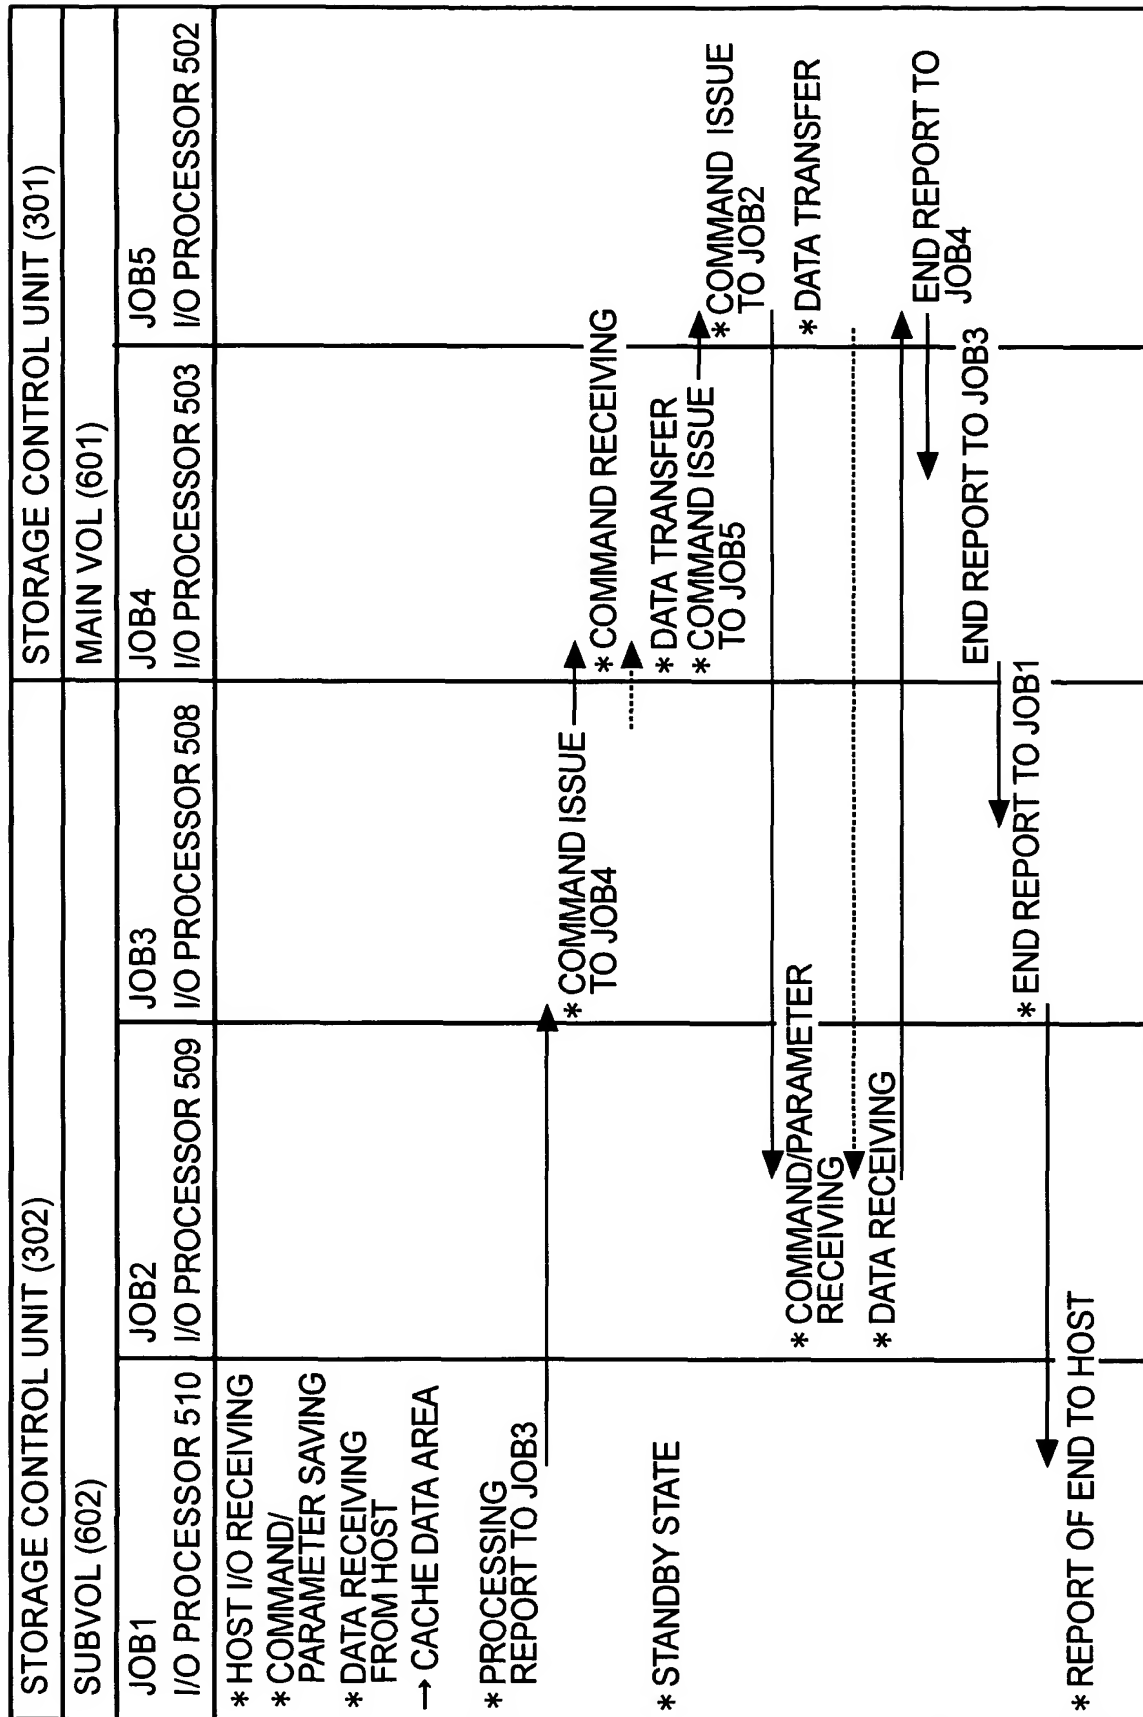 STORAGE CONTROL UNIT (302)
STORAGE CONTROL UNIT (301)
SUBVOL (602)
MAIN VOL (601)
JOB1
I/O PROCESSOR 510
JOB2
I/O PROCESSOR 509
JOB3
I/O PROCESSOR 508
JOB4
I/O PROCESSOR 503
JOB5
I/O PROCESSOR 502
* HOST I/O RECEIVING
* COMMAND/
PARAMETER SAVING
* DATA RECEIVING
FROM HOST
→ CACHE DATA AREA
* PROCESSING
REPORT TO JOB3
* COMMAND ISSUE
TO JOB4
* COMMAND RECEIVING
* STANDBY STATE
* DATA TRANSFER
* COMMAND ISSUE
TO JOB5
* COMMAND ISSUE
TO JOB2
* COMMAND/PARAMETER
RECEIVING
* DATA TRANSFER
* DATA RECEIVING
END REPORT TO
JOB4
END REPORT TO JOB3
* END REPORT TO JOB1
* REPORT OF END TO HOST